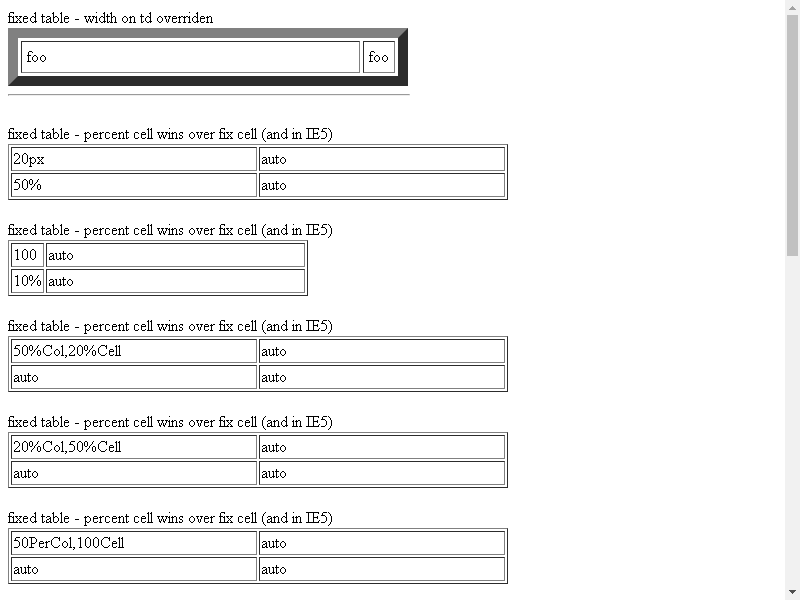 fixed table - width on td overriden
foo foo
fixed table - percent cell wins over fix cell (and in IE5)
20px auto
50% auto
fixed table - percent cell wins over fix cell (and in IE5)
100 auto
10% auto
fixed table - percent cell wins over fix cell (and in IE5)
50%Col,20%Cell auto
auto auto
fixed table - percent cell wins over fix cell (and in IE5)
20%Col,50%Cell auto
auto auto
fixed table - percent cell wins over fix cell (and in IE5)
50PerCol,100Cell auto
auto auto